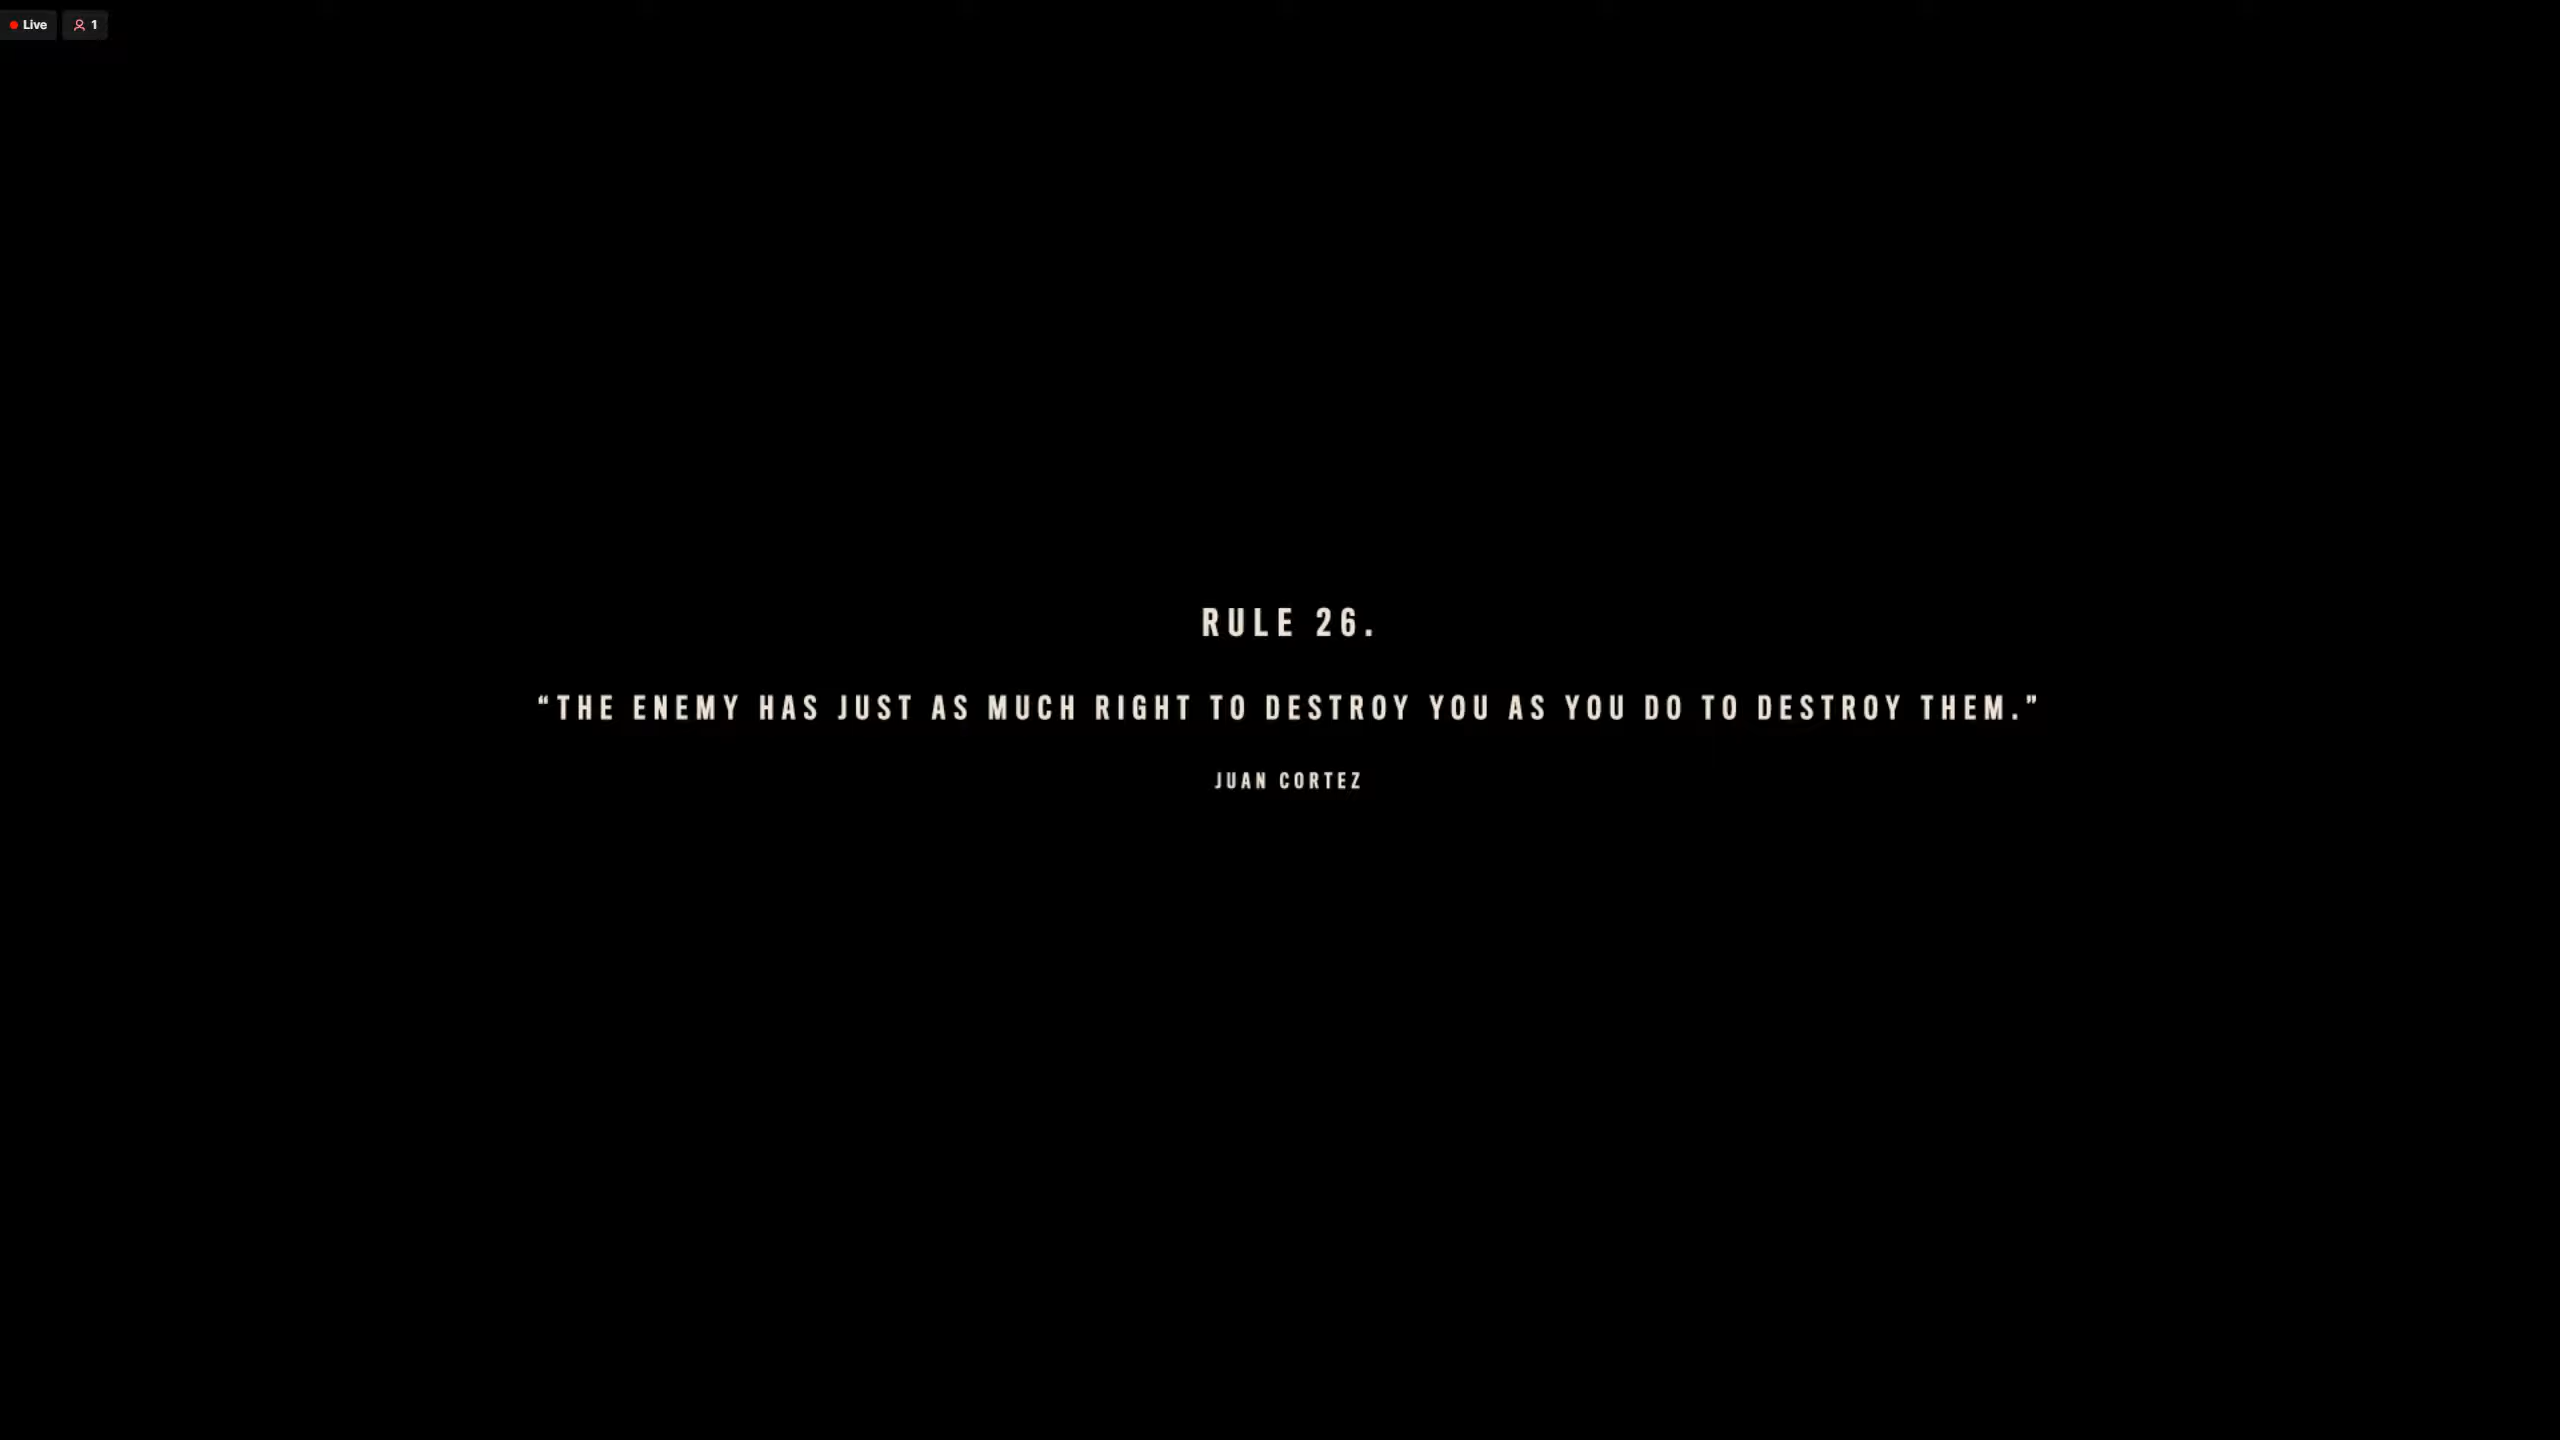 Live 1
RULE 26.
“THE ENEMY HAS JUST AS MUCH RIGHT TO DESTROY YOU AS YOU DO TO DESTROY THEM.”
JUAN CORTEZ